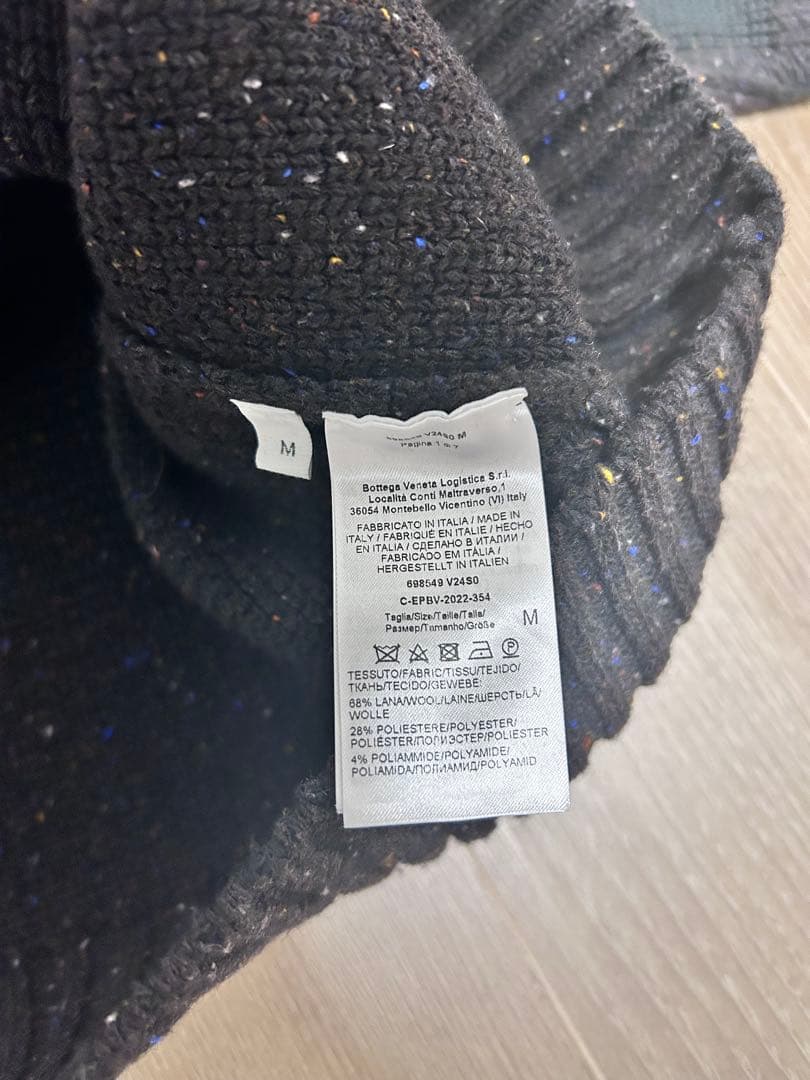 M
V24S0 M
Pagina 1
Bottega Veneta Logistica S.r.l.
Località Conti Maltraverso,1
36054 Montebello Vicentino (VI) Italy
FABBRICATO IN ITALIA / MADE IN
ITALY / FABRIQUÉ EN ITALIE / HECHO
EN ITALIA / СДЕЛАНО В ИТАЛИИ /
FABRICADO EM ITÁLIA /
HERGESTELLT IN ITALIEN
698549 V24S0
C-EPBV-2022-354
Taglia/Size/Taille/Talla/
Размер/Tamanho/Größe M
TESSUTO/FABRIC/TISSU/TEJIDO/
ТКАНЬ/TECIDO/GEWEBE:
68% LANA/WOOL/LAINE/ШЕРСТЬ/LÃ/
WOLLE
28% POLIESTERE/POLYESTER/
POLIÉSTER/ПОЛИЭСТЕР/POLIESTER
4% POLIAMMIDE/POLYAMIDE/
POLIAMIDA/ПОЛИАМИД/POLYAMID